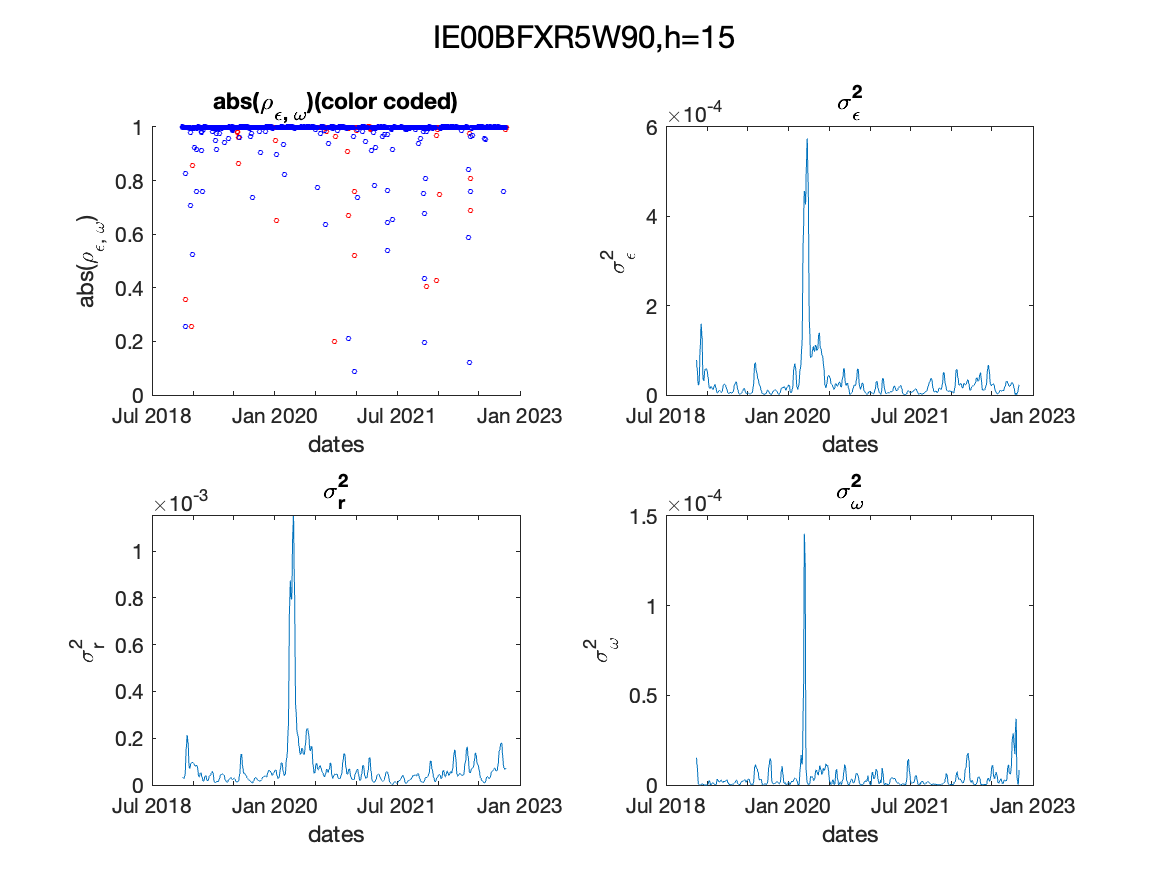 IE00BFXR5W90,h=15
abs(ρϵ, ω)(color coded)
abs(ρϵ, ω)
1
0.8
0.6
0.4
0.2
0
Jul 2018 Jan 2020 Jul 2021 Jan 2023
dates
σ²ϵ
×10⁻⁴
σ²ϵ
6
4
2
0
Jul 2018 Jan 2020 Jul 2021 Jan 2023
dates
σ²r
×10⁻³
σ²r
1
0.8
0.6
0.4
0.2
0
Jul 2018 Jan 2020 Jul 2021 Jan 2023
dates
σ²ω
×10⁻⁴
σ²ω
1.5
1
0.5
0
Jul 2018 Jan 2020 Jul 2021 Jan 2023
dates